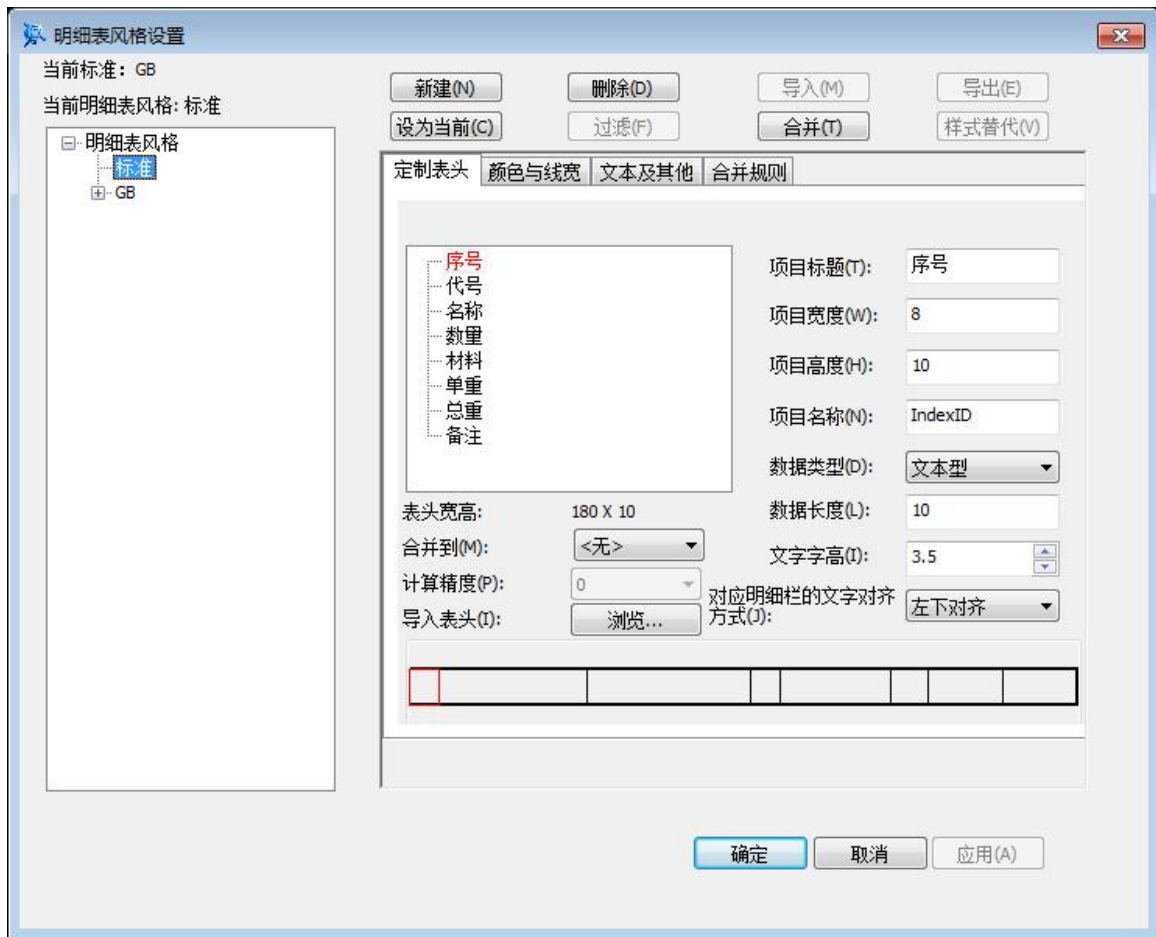 明细表风格设置
当前标准: GB
当前明细表风格: 标准
新建(N) 删除(D) 导入(M) 导出(E)
设为当前(C) 过滤(F) 合并(T) 样式替代(V)
明细表风格
标准
GB
定制表头 颜色与线宽 文本及其他 合并规则
序号
代号
名称
数量
材料
单重
总重
备注
项目标题(T): 序号
项目宽度(W): 8
项目高度(H): 10
项目名称(N): IndexID
数据类型(D): 文本型
数据长度(L): 10
文字字高(I): 3.5
对应明细栏的文字对齐
方式(J): 左下对齐
表头宽高: 180 X 10
合并到(M): <无>
计算精度(P): 0
导入表头(I): 浏览...
确定 取消 应用(A)